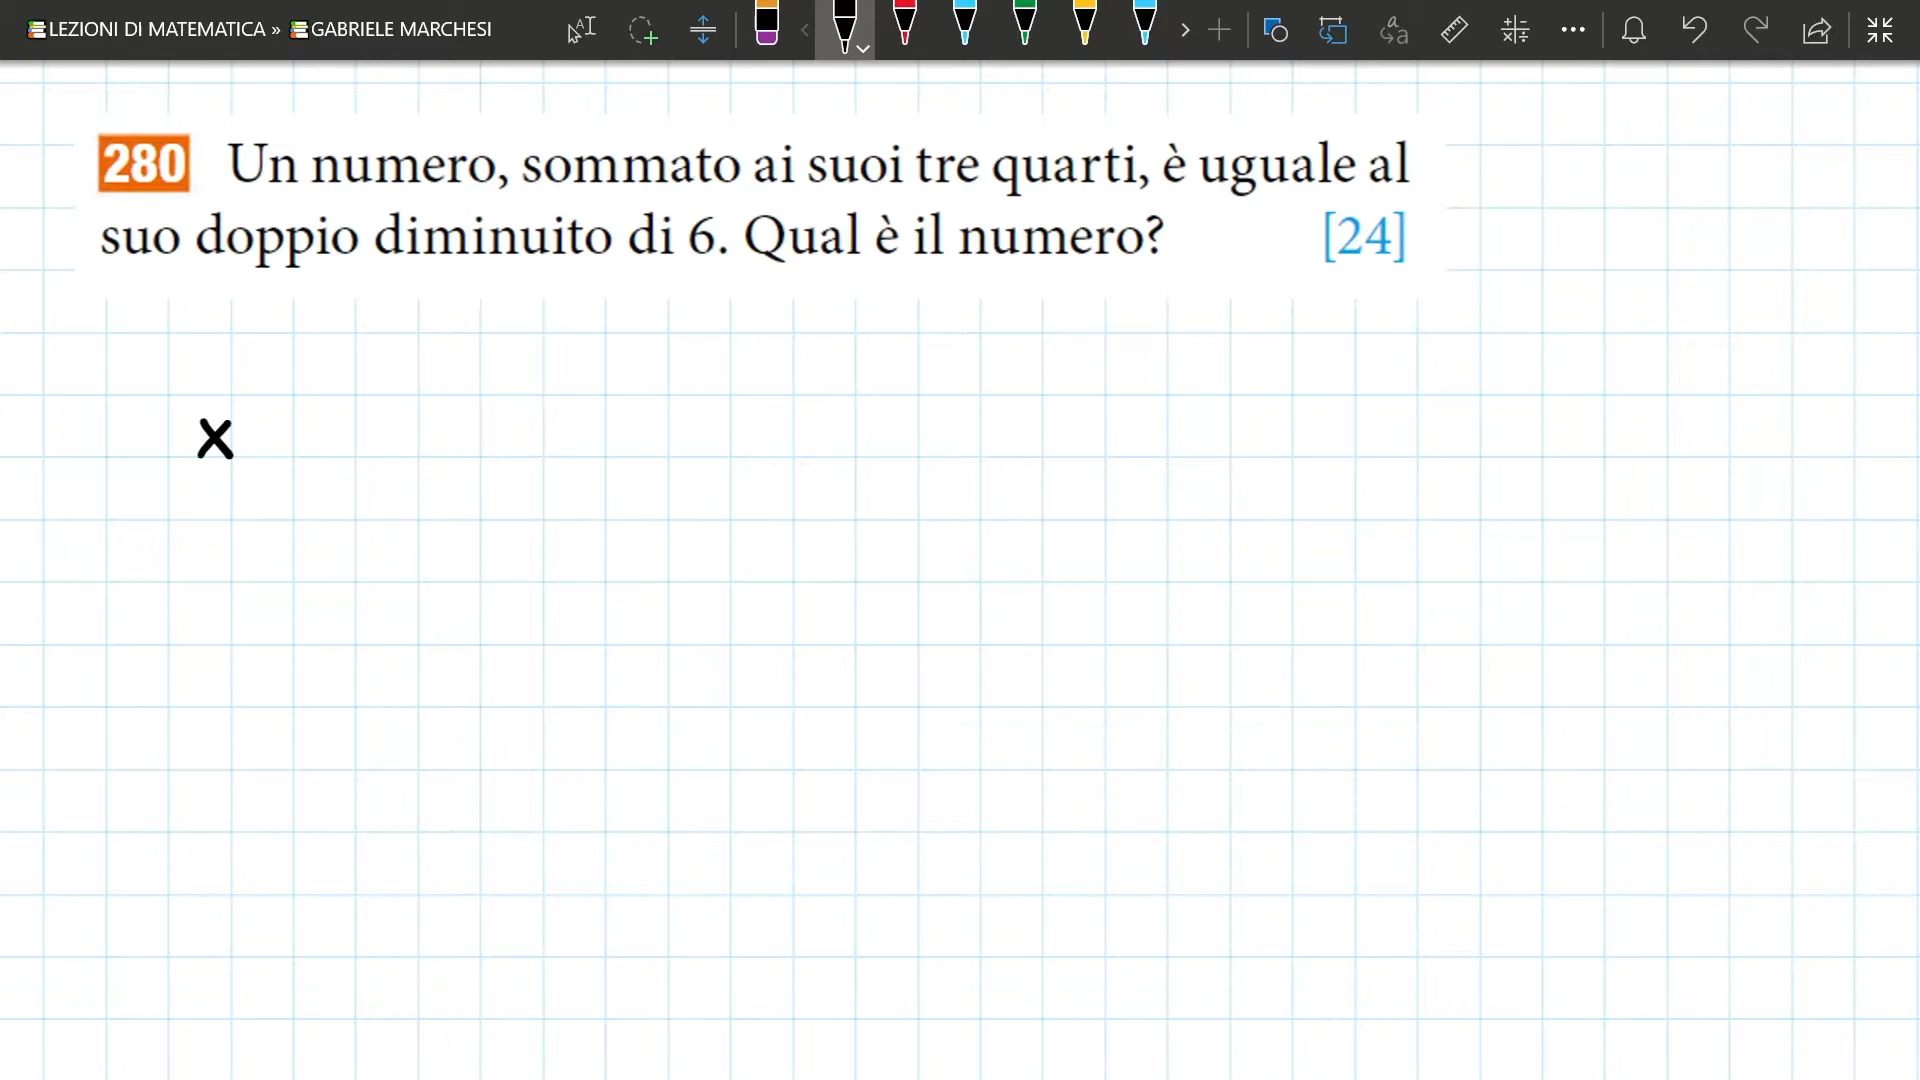 LEZIONI DI MATEMATICA » GABRIELE MARCHESI
280 Un numero, sommato ai suoi tre quarti, è uguale al
suo doppio diminuito di 6. Qual è il numero? [24]
x